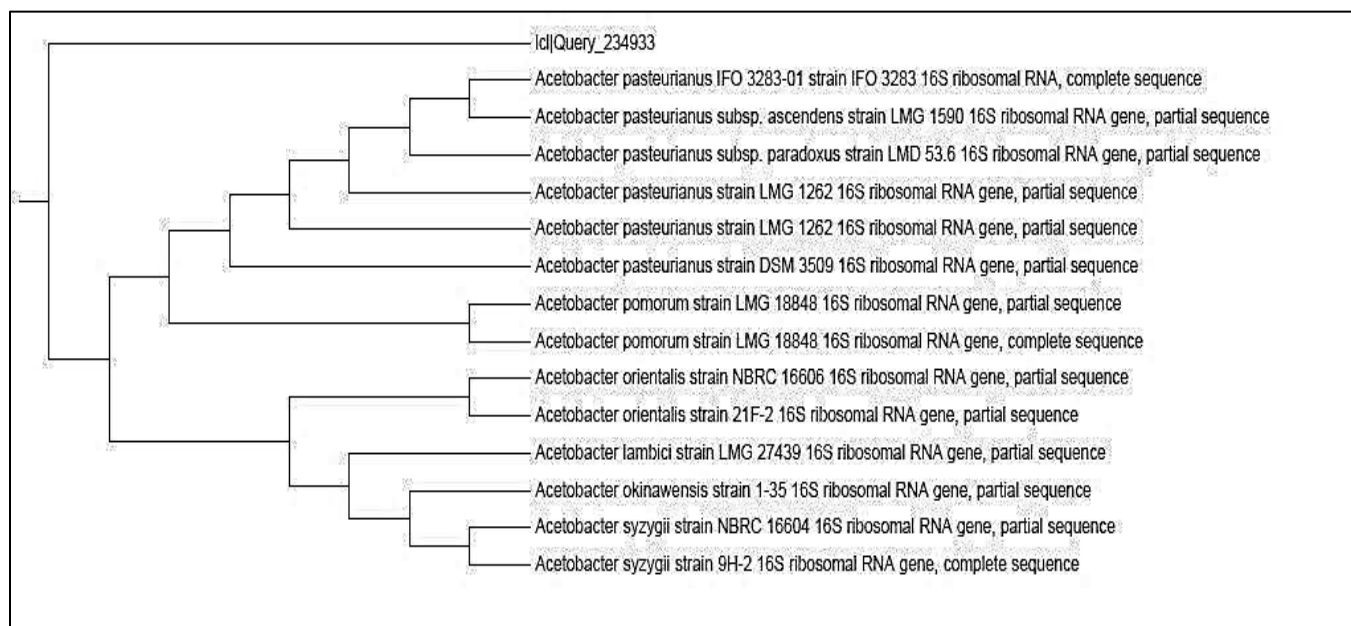 lcl|Query_234933
Acetobacter pasteurianus IFO 3283-01 strain IFO 3283 16S ribosomal RNA, complete sequence
Acetobacter pasteurianus subsp. ascendens strain LMG 1590 16S ribosomal RNA gene, partial sequence
Acetobacter pasteurianus subsp. paradoxus strain LMD 53.6 16S ribosomal RNA gene, partial sequence
Acetobacter pasteurianus strain LMG 1262 16S ribosomal RNA gene, partial sequence
Acetobacter pasteurianus strain LMG 1262 16S ribosomal RNA gene, partial sequence
Acetobacter pasteurianus strain DSM 3509 16S ribosomal RNA gene, partial sequence
Acetobacter pomorum strain LMG 18848 16S ribosomal RNA gene, partial sequence
Acetobacter pomorum strain LMG 18848 16S ribosomal RNA gene, complete sequence
Acetobacter orientalis strain NBRC 16606 16S ribosomal RNA gene, partial sequence
Acetobacter orientalis strain 21F-2 16S ribosomal RNA gene, partial sequence
Acetobacter lambici strain LMG 27439 16S ribosomal RNA gene, partial sequence
Acetobacter okinawensis strain 1-35 16S ribosomal RNA gene, partial sequence
Acetobacter syzygii strain NBRC 16604 16S ribosomal RNA gene, partial sequence
Acetobacter syzygii strain 9H-2 16S ribosomal RNA gene, complete sequence